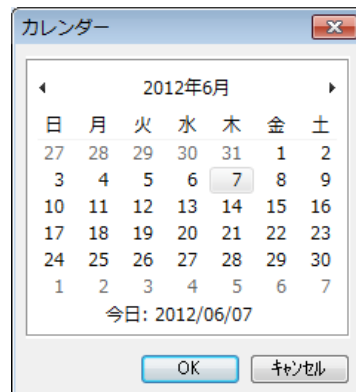 カレンダー
2012年6月
日 月 火 水 木 金 土
27 28 29 30 31 1 2
3 4 5 6 7 8 9
10 11 12 13 14 15 16
17 18 19 20 21 22 23
24 25 26 27 28 29 30
1 2 3 4 5 6 7
今日: 2012/06/07
OK キャンセル